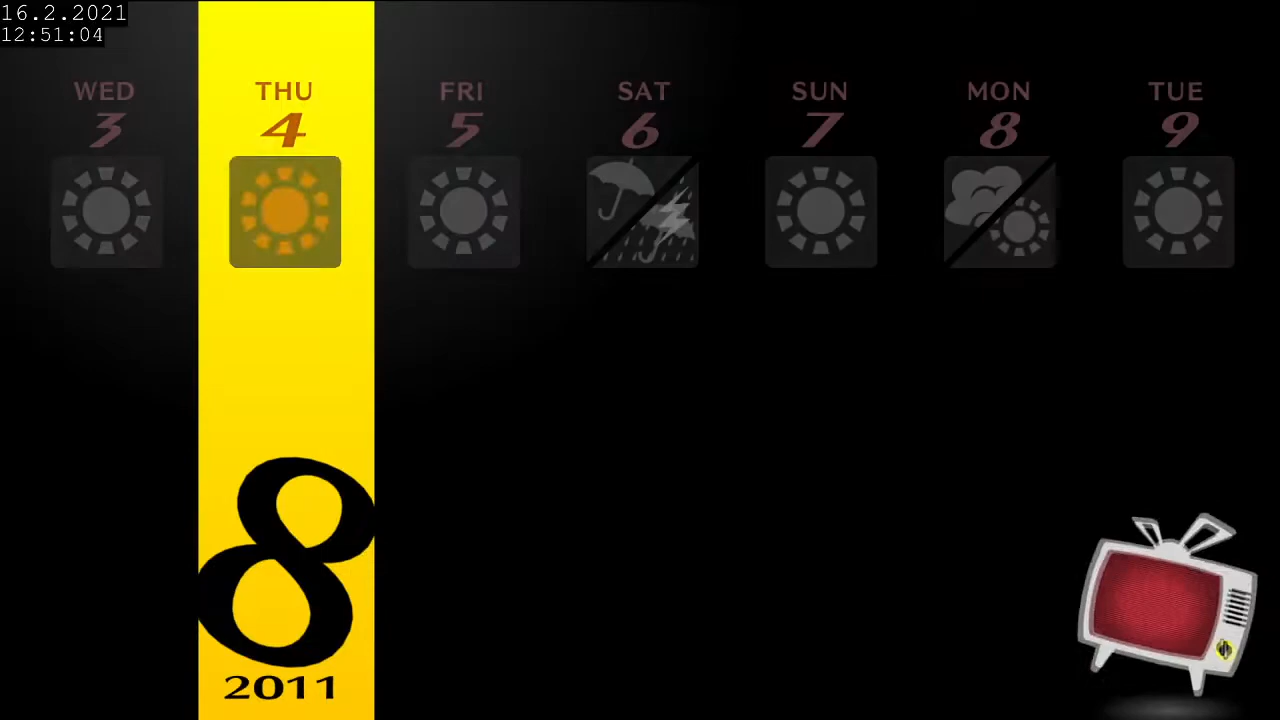 16.2.2021
12:51:04
WED THU FRI SAT SUN MON TUE
3 4 5 6 7 8 9
8
2011